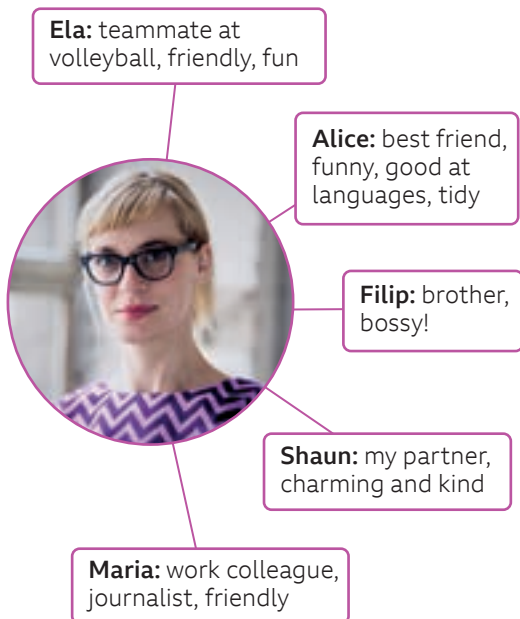 Ela: teammate at
volleyball, friendly, fun
Alice: best friend,
funny, good at
languages, tidy
Filip: brother,
bossy!
Shaun: my partner,
charming and kind
Maria: work colleague,
journalist, friendly